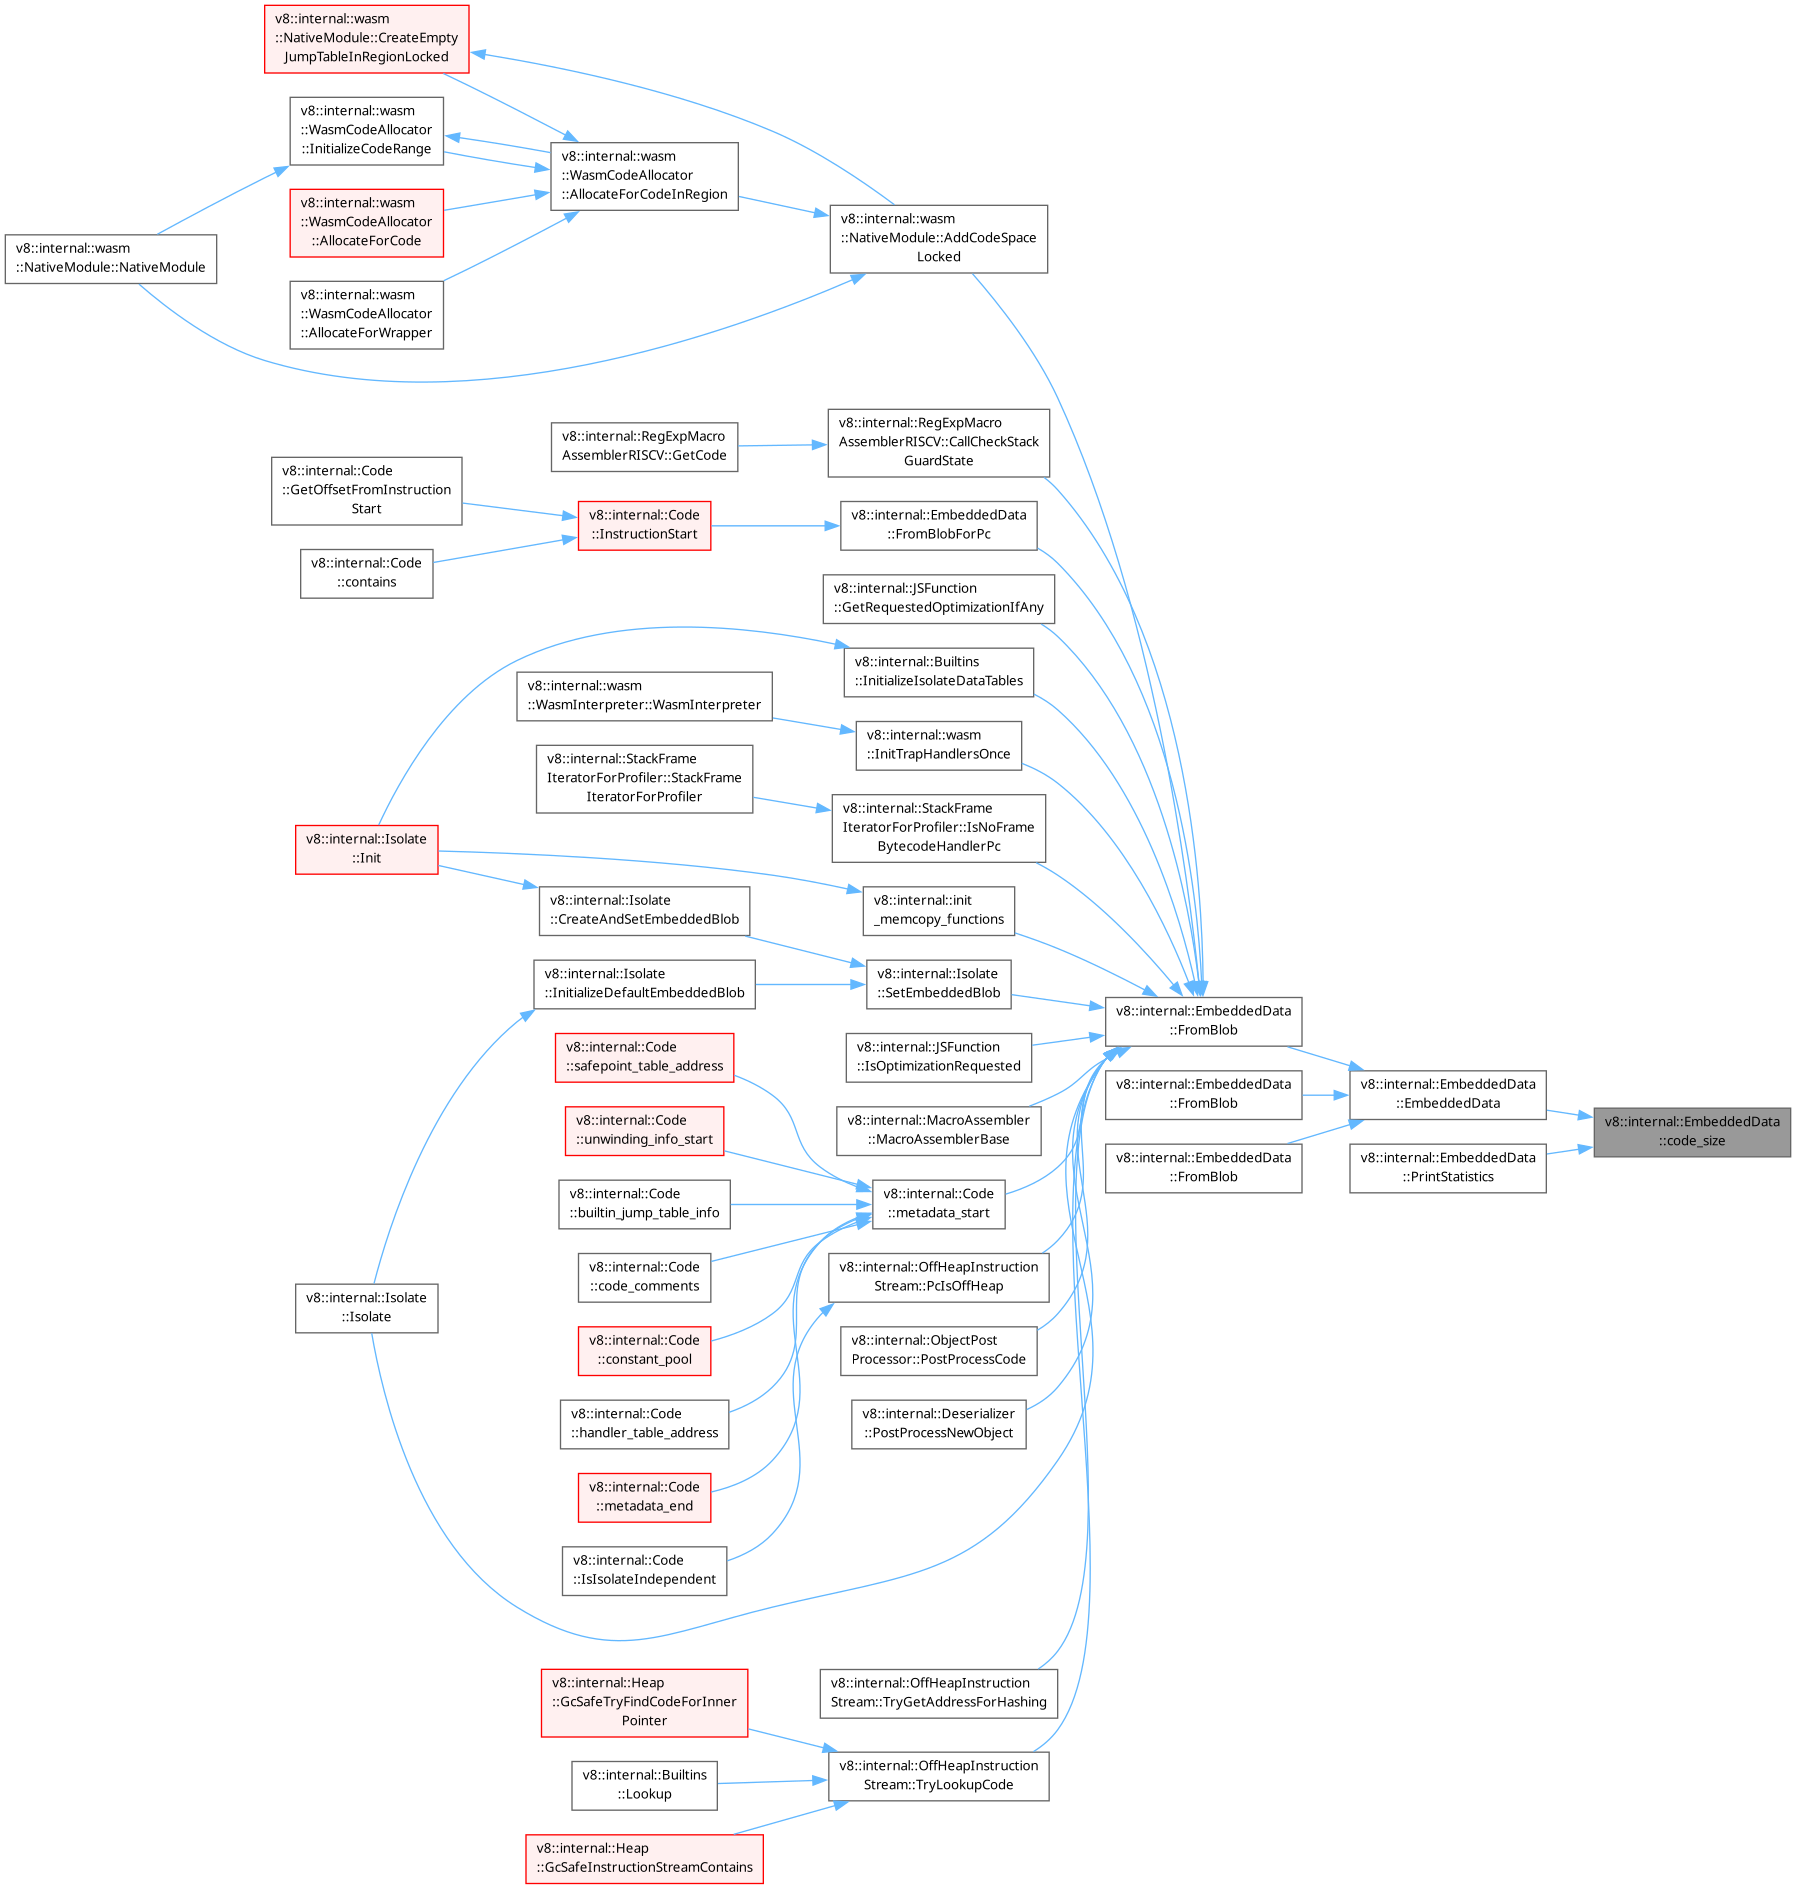 v8::internal::wasm
::NativeModule::CreateEmpty
JumpTableInRegionLocked
v8::internal::wasm
::WasmCodeAllocator
::InitializeCodeRange
v8::internal::wasm
::WasmCodeAllocator
::AllocateForCodeInRegion
v8::internal::wasm
::WasmCodeAllocator
::AllocateForCode
v8::internal::wasm
::NativeModule::AddCodeSpace
Locked
v8::internal::wasm
::NativeModule::NativeModule
v8::internal::wasm
::WasmCodeAllocator
::AllocateForWrapper
v8::internal::RegExpMacro
AssemblerRISCV::CallCheckStack
GuardState
v8::internal::RegExpMacro
AssemblerRISCV::GetCode
v8::internal::Code
::GetOffsetFromInstruction
Start
v8::internal::Code
::InstructionStart
v8::internal::EmbeddedData
::FromBlobForPc
v8::internal::Code
::contains
v8::internal::JSFunction
::GetRequestedOptimizationIfAny
v8::internal::Builtins
::InitializeIsolateDataTables
v8::internal::wasm
::WasmInterpreter::WasmInterpreter
v8::internal::wasm
::InitTrapHandlersOnce
v8::internal::StackFrame
IteratorForProfiler::StackFrame
IteratorForProfiler
v8::internal::StackFrame
IteratorForProfiler::IsNoFrame
BytecodeHandlerPc
v8::internal::Isolate
::Init
v8::internal::Isolate
::CreateAndSetEmbeddedBlob
v8::internal::init
_memcopy_functions
v8::internal::Isolate
::InitializeDefaultEmbeddedBlob
v8::internal::Isolate
::SetEmbeddedBlob
v8::internal::EmbeddedData
::FromBlob
v8::internal::Code
::safepoint_table_address
v8::internal::JSFunction
::IsOptimizationRequested
v8::internal::EmbeddedData
::FromBlob
v8::internal::EmbeddedData
::EmbeddedData
v8::internal::EmbeddedData
::code_size
v8::internal::Code
::unwinding_info_start
v8::internal::MacroAssembler
::MacroAssemblerBase
v8::internal::EmbeddedData
::FromBlob
v8::internal::EmbeddedData
::PrintStatistics
v8::internal::Code
::builtin_jump_table_info
v8::internal::Code
::metadata_start
v8::internal::Code
::code_comments
v8::internal::OffHeapInstruction
Stream::PcIsOffHeap
v8::internal::Isolate
::Isolate
v8::internal::Code
::constant_pool
v8::internal::ObjectPost
Processor::PostProcessCode
v8::internal::Code
::handler_table_address
v8::internal::Deserializer
::PostProcessNewObject
v8::internal::Code
::metadata_end
v8::internal::Code
::IsIsolateIndependent
v8::internal::Heap
::GcSafeTryFindCodeForInner
Pointer
v8::internal::OffHeapInstruction
Stream::TryGetAddressForHashing
v8::internal::Builtins
::Lookup
v8::internal::OffHeapInstruction
Stream::TryLookupCode
v8::internal::Heap
::GcSafeInstructionStreamContains